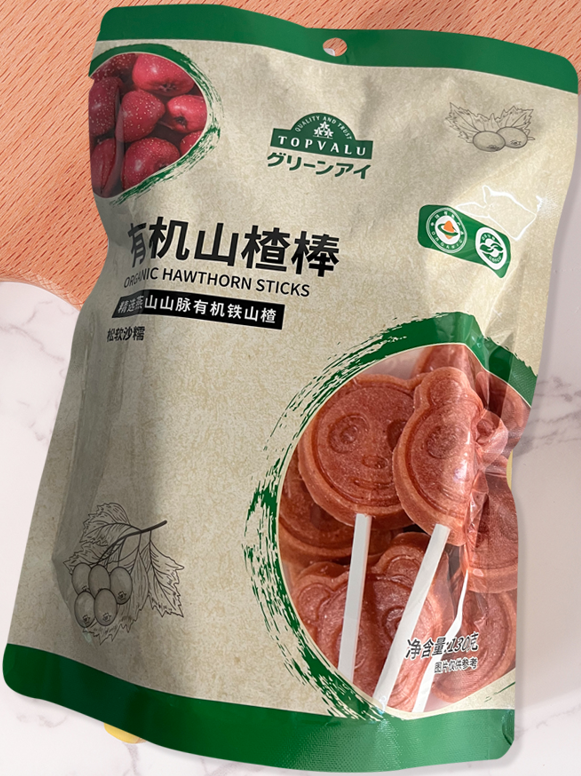 QUALITY AND TRUST
TOPVALU
グリーンアイ
有机山楂棒
ORGANIC HAWTHORN STICKS
精选燕山山脉有机铁山楂
松软沙糯
净含量:130克
图片仅供参考